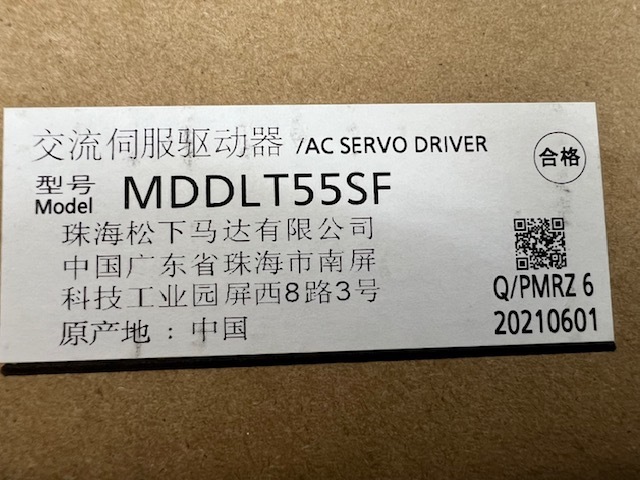 交流伺服驱动器 /AC SERVO DRIVER
合格
型号
Model MDDLT55SF
珠海松下马达有限公司
中国广东省珠海市南屏
科技工业园屏西8路3号
原产地：中国
Q/PMRZ 6
20210601